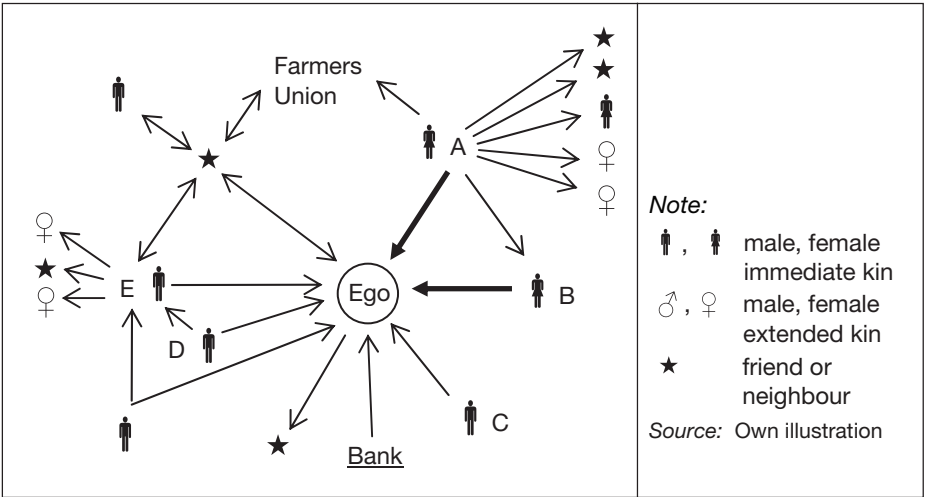 Farmers
Union
A
E
Ego
B
D
C
Bank
Note:
, male, female
immediate kin
, male, female
extended kin
friend or
neighbour
Source: Own illustration